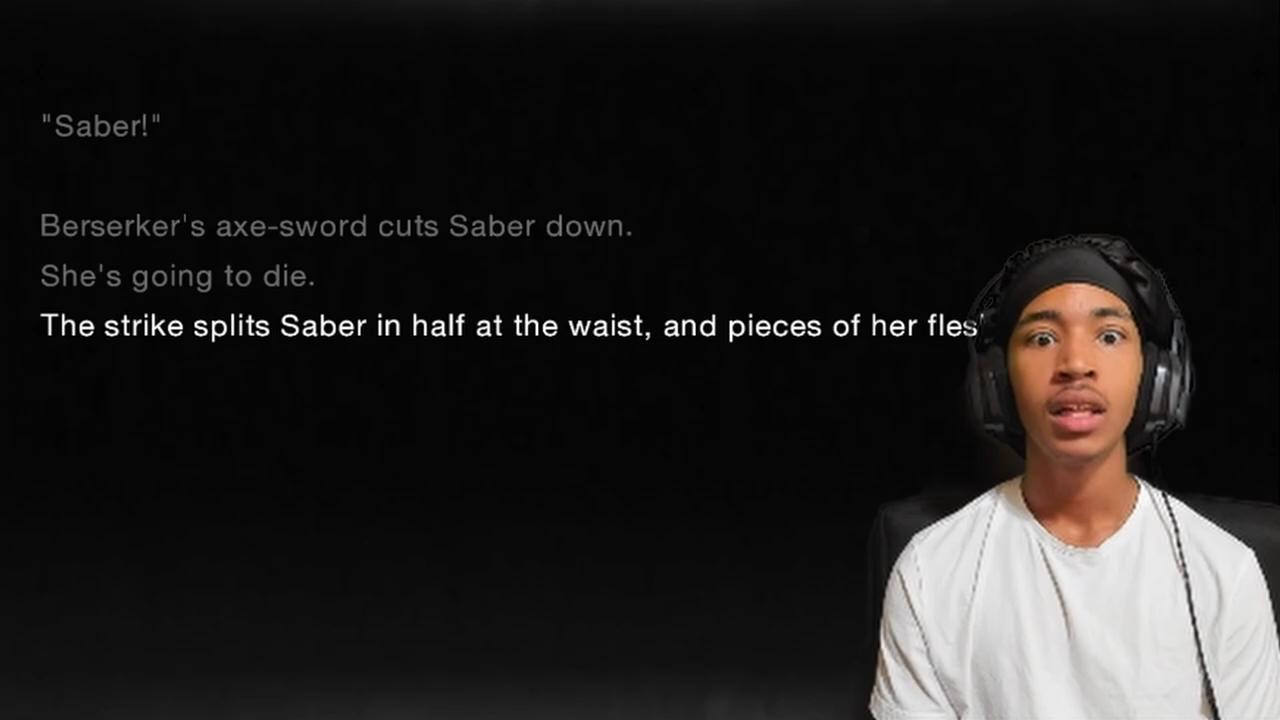 "Saber!"
Berserker's axe-sword cuts Saber down.
She's going to die.
The strike splits Saber in half at the waist, and pieces of her